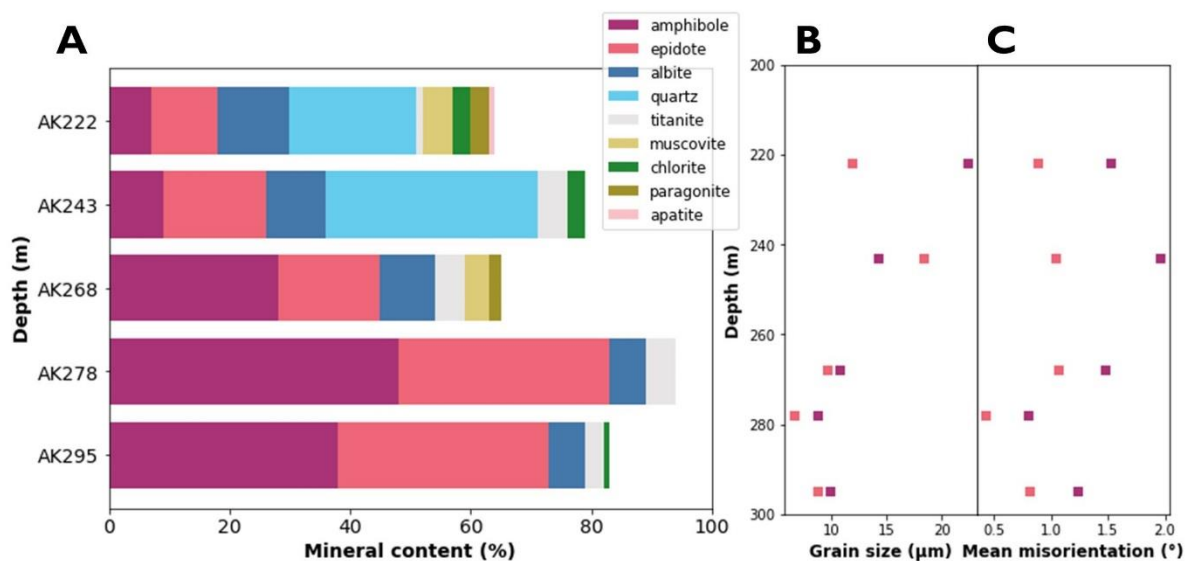 A
B
C
amphibole
epidote
albite
quartz
titanite
muscovite
chlorite
paragonite
apatite
Depth (m)
AK222
AK243
AK268
AK278
AK295
0 20 40 60 80 100
Mineral content (%)
Depth (m)
200
220
240
260
280
300
10 15 20
Grain size (μm)
0.5 1.0 1.5 2.0
Mean misorientation (°)